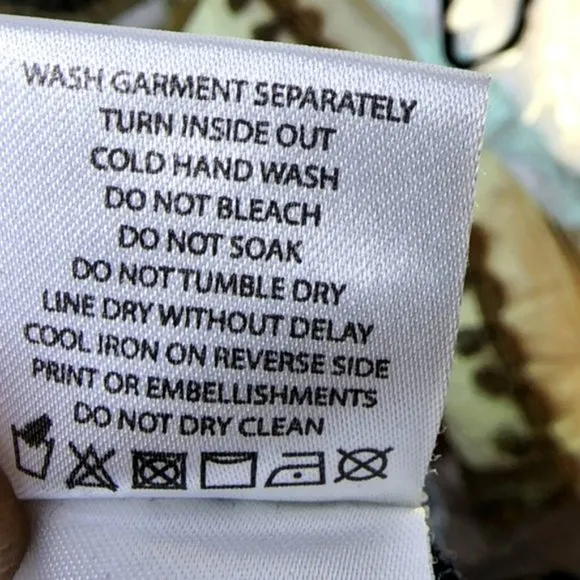 WASH GARMENT SEPARATELY
TURN INSIDE OUT
COLD HAND WASH
DO NOT BLEACH
DO NOT SOAK
DO NOT TUMBLE DRY
LINE DRY WITHOUT DELAY
COOL IRON ON REVERSE SIDE
PRINT OR EMBELLISHMENTS
DO NOT DRY CLEAN